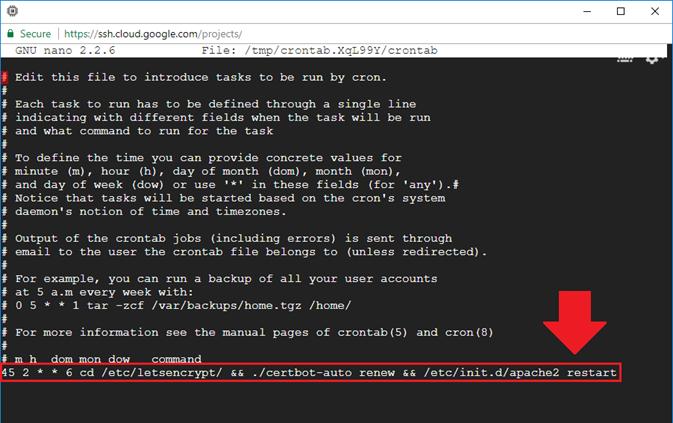 Secure https://ssh.cloud.google.com/projects/
GNU nano 2.2.6 File: /tmp/crontab.XqL99Y/crontab
# Edit this file to introduce tasks to be run by cron.
#
# Each task to run has to be defined through a single line
# indicating with different fields when the task will be run
# and what command to run for the task
#
# To define the time you can provide concrete values for
# minute (m), hour (h), day of month (dom), month (mon),
# and day of week (dow) or use '*' in these fields (for 'any').#
# Notice that tasks will be started based on the cron's system
# daemon's notion of time and timezones.
#
# Output of the crontab jobs (including errors) is sent through
# email to the user the crontab file belongs to (unless redirected).
#
# For example, you can run a backup of all your user accounts
# at 5 a.m every week with:
# 0 5 * * 1 tar -zcf /var/backups/home.tgz /home/
#
# For more information see the manual pages of crontab(5) and cron(8)
#
# m h  dom mon dow   command
45 2 * * 6 cd /etc/letsencrypt/ && ./certbot-auto renew && /etc/init.d/apache2 restart